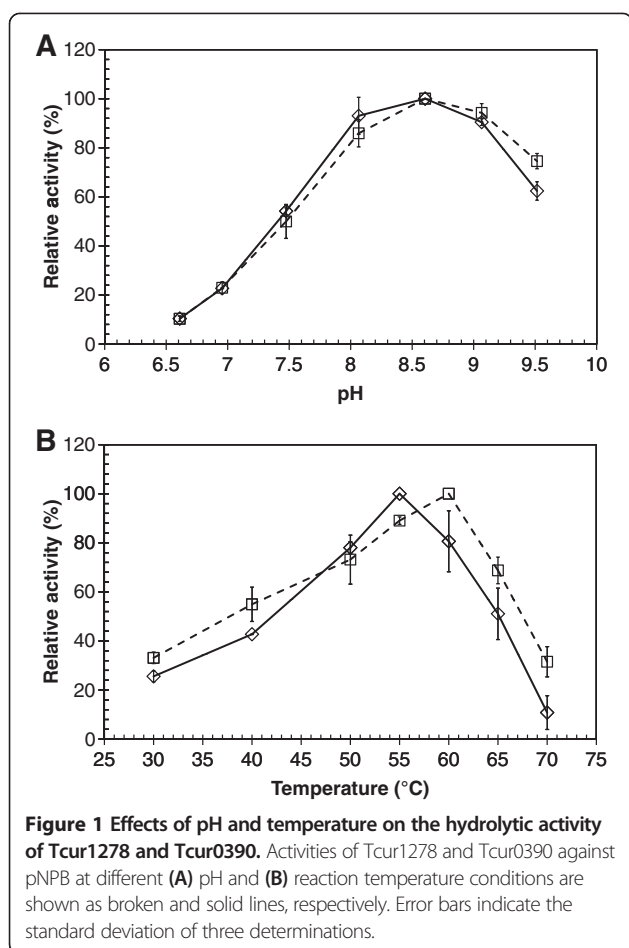 A
Relative activity (%)
120
100
80
60
40
20
0
6 6.5 7 7.5 8 8.5 9 9.5 10
pH
B
Relative activity (%)
120
100
80
60
40
20
0
25 30 35 40 45 50 55 60 65 70 75
Temperature (°C)
Figure 1 Effects of pH and temperature on the hydrolytic activity
of Tcur1278 and Tcur0390. Activities of Tcur1278 and Tcur0390 against
pNPB at different (A) pH and (B) reaction temperature conditions are
shown as broken and solid lines, respectively. Error bars indicate the
standard deviation of three determinations.